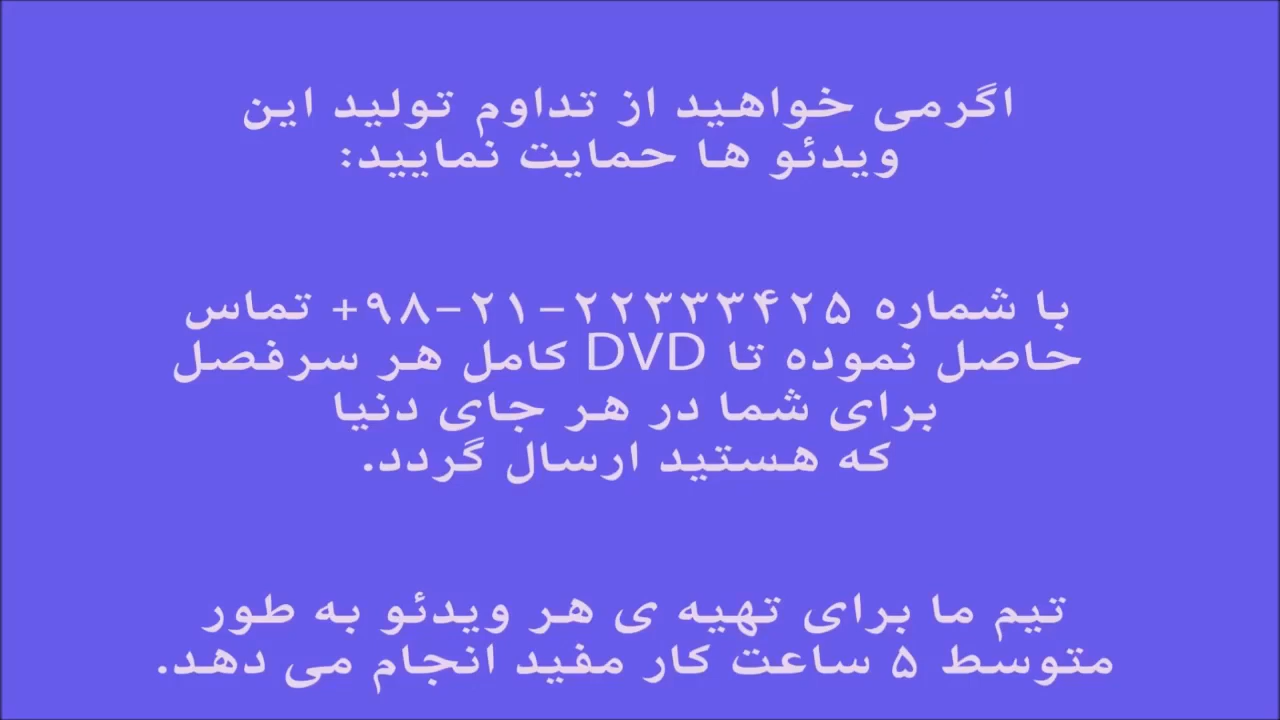 اگرمی خواهید از تداوم تولید این
ویدئو ها حمایت نمایید:
با شماره ۲۲۳۳۳۴۲۵-۲۱-۹۸+ تماس
حاصل نموده تا DVD کامل هر سرفصل
برای شما در هر جای دنیا
که هستید ارسال گردد.
تیم ما برای تهیه ی هر ویدئو به طور
متوسط ۵ ساعت کار مفید انجام می دهد.